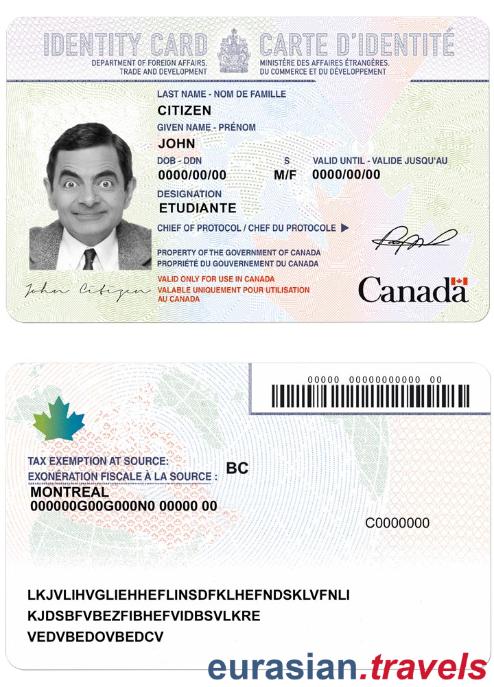 IDENTITY CARD CARTE D'IDENTITÉ
DEPARTMENT OF FOREIGN AFFAIRS, MINISTÈRE DES AFFAIRES ÉTRANGÈRES,
TRADE AND DEVELOPMENT DU COMMERCE ET DU DÉVELOPPEMENT
LAST NAME - NOM DE FAMILLE
CITIZEN
GIVEN NAME - PRÉNOM
JOHN
DOB - DDN S VALID UNTIL - VALIDE JUSQU'AU
0000/00/00 M/F 0000/00/00
DESIGNATION
ETUDIANTE
CHIEF OF PROTOCOL / CHEF DU PROTOCOLE
PROPERTY OF THE GOVERNMENT OF CANADA
PROPRIÉTÉ DU GOUVERNEMENT DU CANADA
VALID ONLY FOR USE IN CANADA
VALABLE UNIQUEMENT POUR UTILISATION
AU CANADA
John Citizen
Canada
00000 00000000000 00
TAX EXEMPTION AT SOURCE:
EXONÉRATION FISCALE À LA SOURCE : BC
MONTREAL
000000G00G000N0 00000 00
C0000000
LKJVLIHVGLIEHHEFLINSDFKLHEFNDSKLVFNLI
KJDSBFVBEZFIBHEFVIDBSVLKRE
VEDVBEDOVBEDCV
eurasian.travels